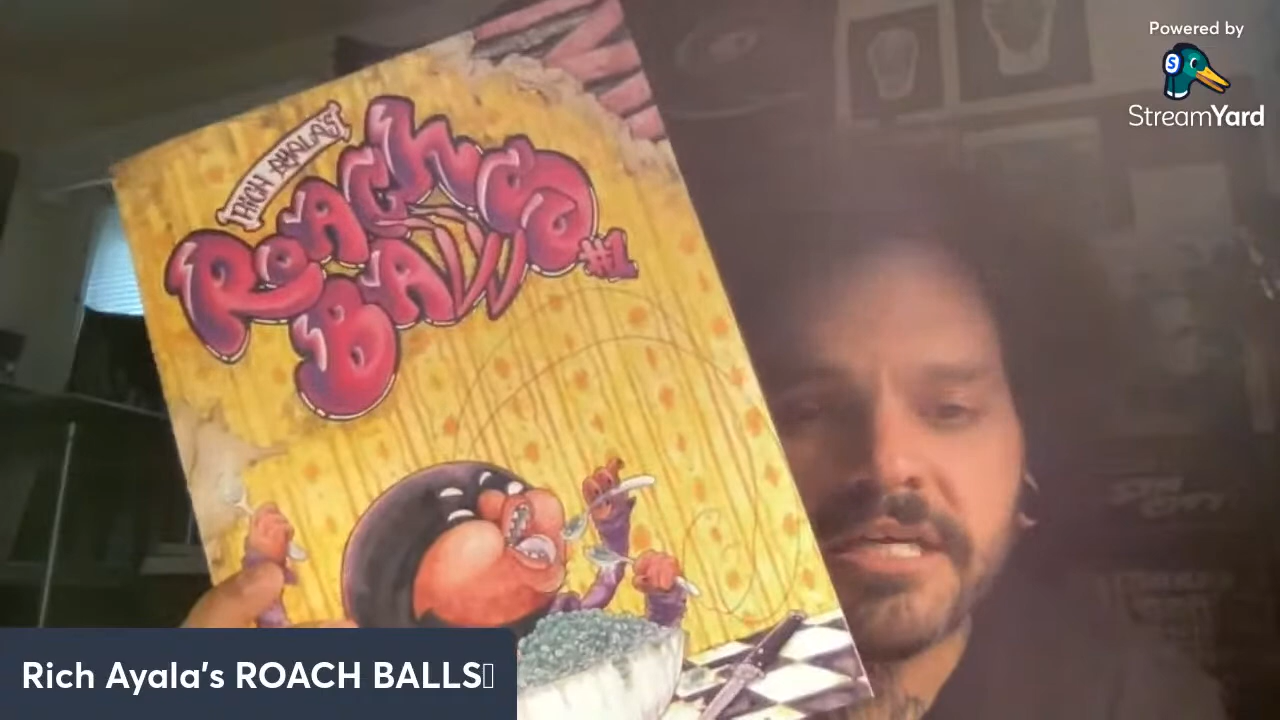 Powered by
StreamYard
RICH AYALA'S
ROACH
BALLS
#1
Rich Ayala's ROACH BALLS